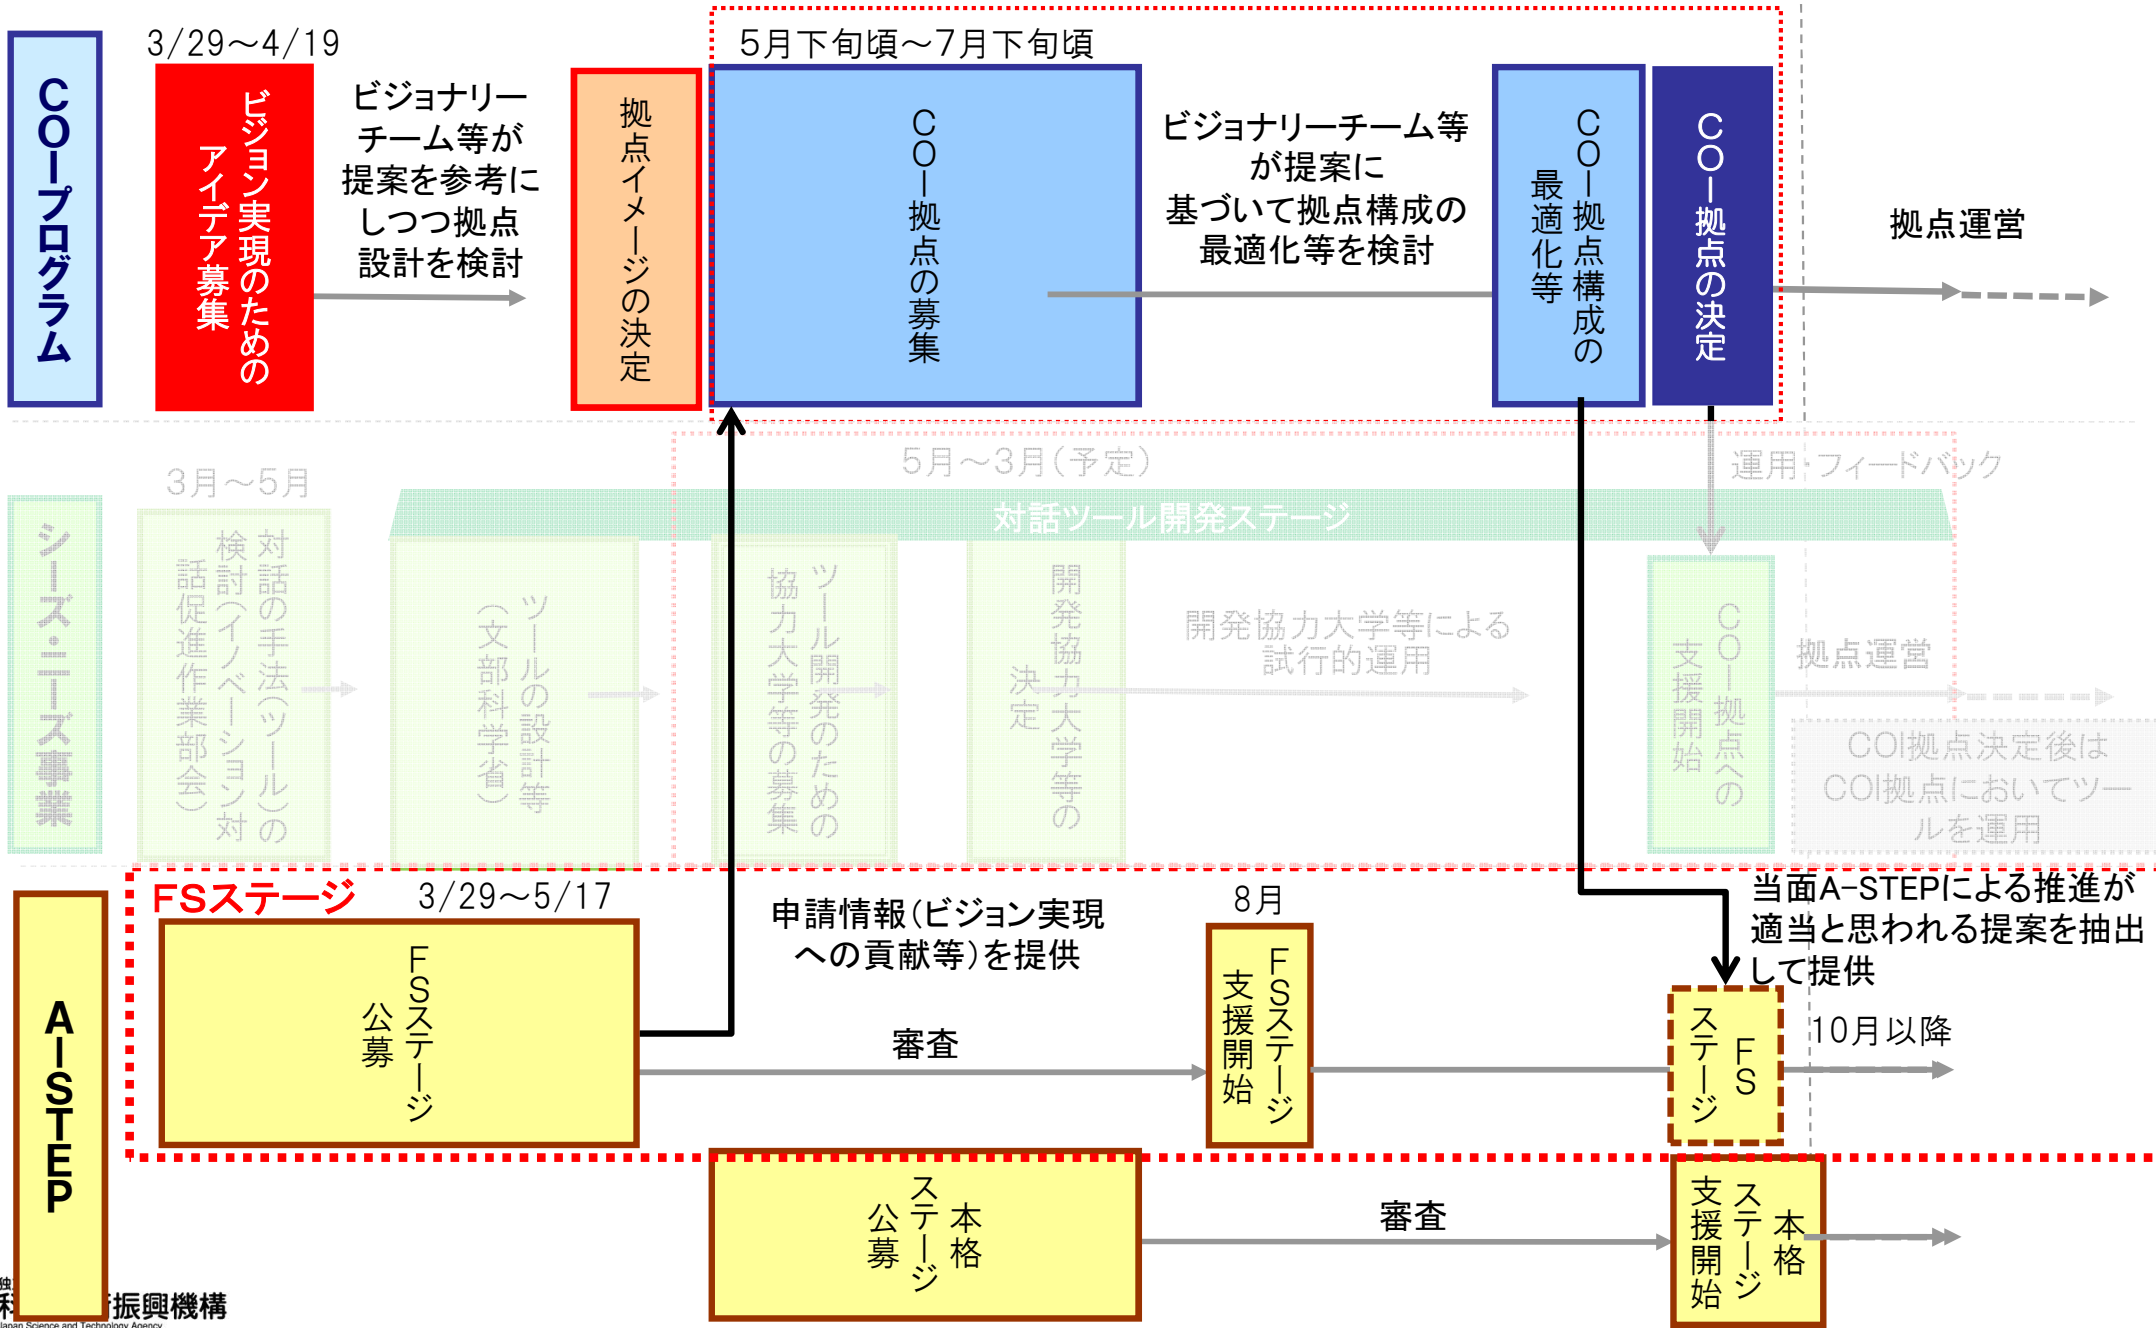 COIプログラム
3/29～4/19
ビジョン実現のための
アイデア募集
ビジョナリー
チーム等が
提案を参考に
しつつ拠点
設計を検討
拠点イメージの決定
5月下旬頃～7月下旬頃
COI拠点の募集
ビジョナリーチーム等
が提案に
基づいて拠点構成の
最適化等を検討
COI拠点構成の
最適化等
COI拠点の決定
拠点運営
シーズ・ニーズ事業
3月～5月
対話の手法(ツール)の
検討(イノベーション対
話促進作業部会)
5月～3月(予定)
運用・フィードバック
対話ツール開発ステージ
ツールの設計等
(文部科学省)
ツール開発のための
協力大学等の募集
開発協力大学等の
決定
開発協力大学等による
試行的運用
COI拠点への
支援開始
拠点運営
COI拠点決定後は
COI拠点においてツー
ルを運用
A-STEP
FSステージ
3/29～5/17
FSステージ
公募
申請情報(ビジョン実現
への貢献等)を提供
審査
8月
FSステージ
支援開始
当面A-STEPによる推進が
適当と思われる提案を抽出
して提供
FS
ステージ
10月以降
本格
ステージ
公募
審査
本格
ステージ
支援開始
独
科
振興機構
Japan Science and Technology Agency